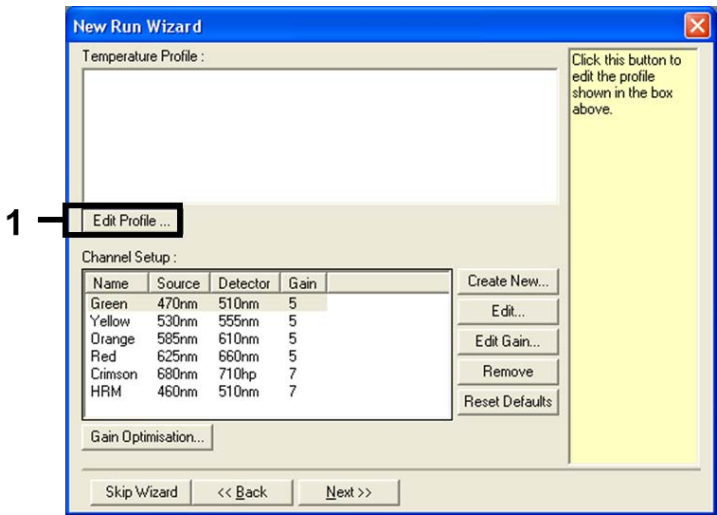 New Run Wizard
Temperature Profile :
Click this button to
edit the profile
shown in the box
above.
1
Edit Profile ...
Channel Setup :
Name Source Detector Gain
Green 470nm 510nm 5
Yellow 530nm 555nm 5
Orange 585nm 610nm 5
Red 625nm 660nm 5
Crimson 680nm 710hp 7
HRM 460nm 510nm 7
Create New...
Edit...
Edit Gain...
Remove
Reset Defaults
Gain Optimisation...
Skip Wizard << Back Next >>